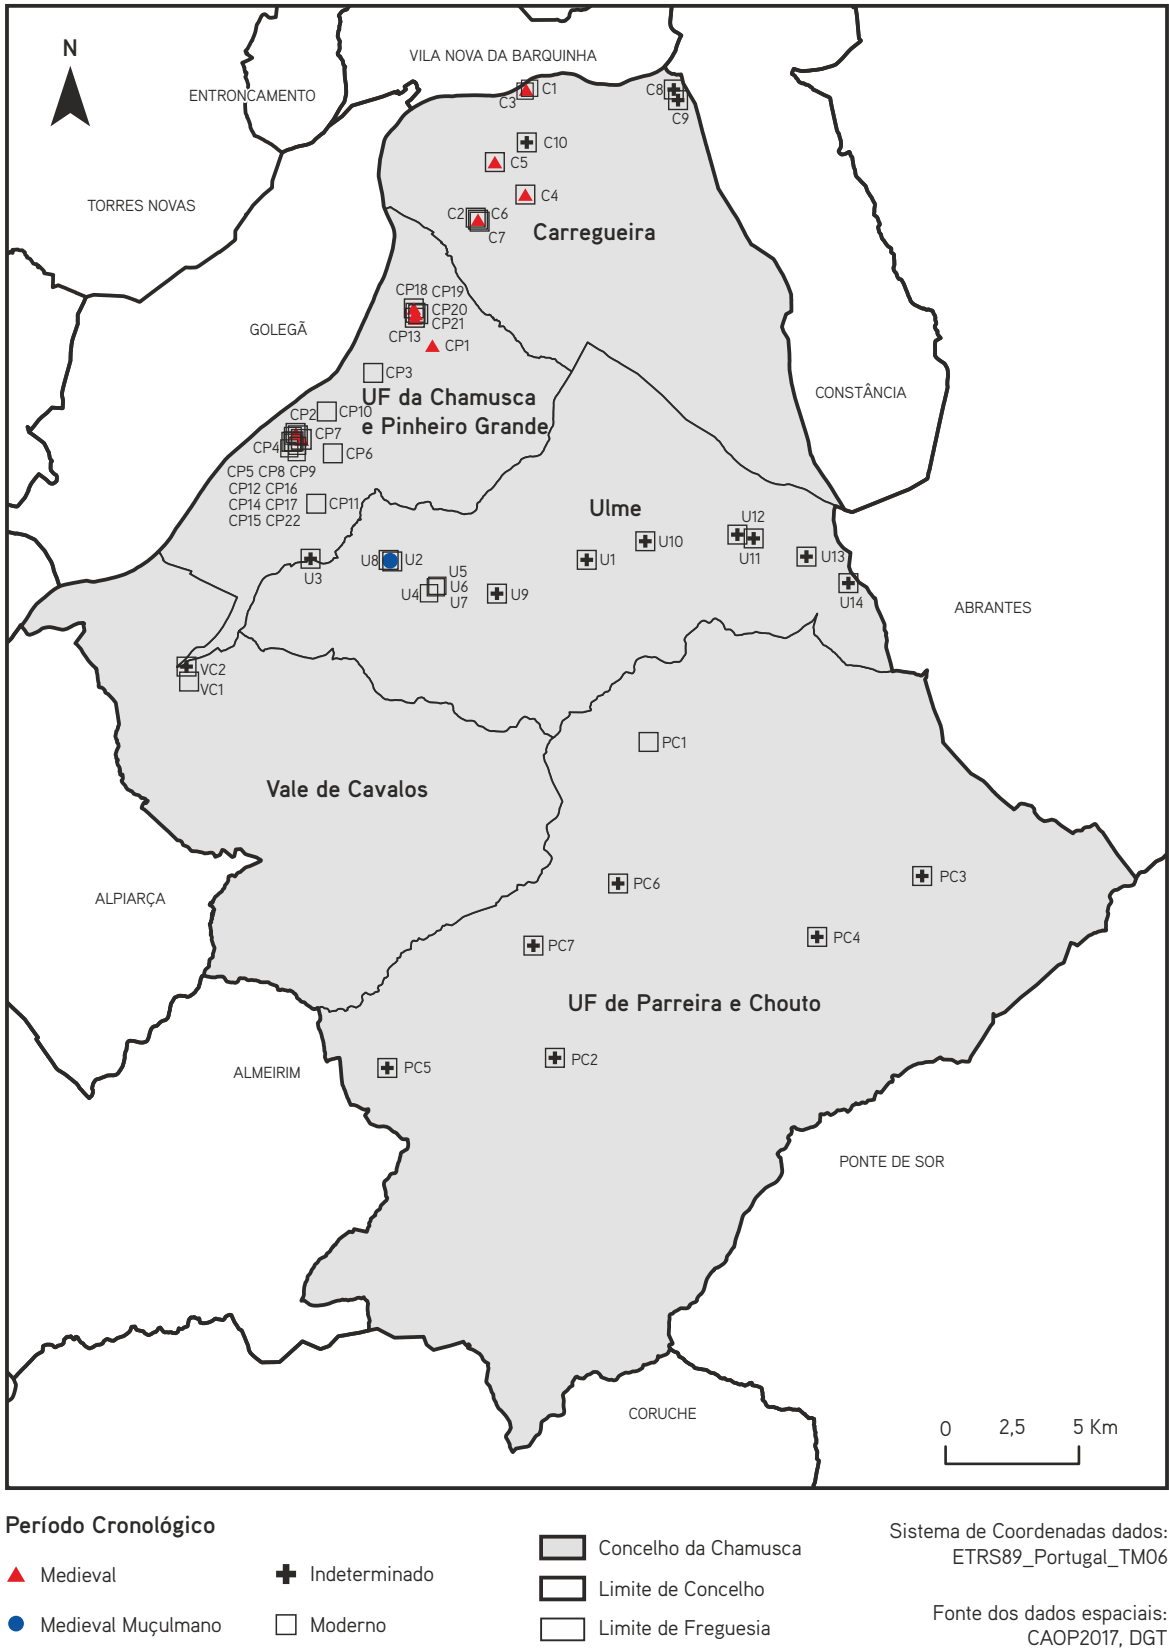 N
VILA NOVA DA BARQUINHA
ENTRONCAMENTO
C1
C3
C8
C9
C10
C5
TORRES NOVAS
C4
C2 C6
C7
Carregueira
CP18 CP19
CP20
CP21
CP13
GOLEGÃ
CP1
CP3
CONSTÂNCIA
UF da Chamusca
e Pinheiro Grande
CP2 CP10
CP7
CP4
CP6
CP5 CP8 CP9
CP12 CP16
CP14 CP17
CP15 CP22
CP11
Ulme
U12
U11
U10
U13
U8 U2
U1
U3
U5
U6
U4
U7
U9
U14
ABRANTES
VC2
VC1
PC1
Vale de Cavalos
PC6
PC3
ALPIARÇA
PC7
PC4
UF de Parreira e Chouto
PC2
PC5
ALMEIRIM
PONTE DE SOR
CORUCHE
0 2,5 5 Km
Período Cronológico
Medieval
Medieval Muçulmano
Indeterminado
Moderno
Concelho da Chamusca
Limite de Concelho
Limite de Freguesia
Sistema de Coordenadas dados:
ETRS89_Portugal_TM06
Fonte dos dados espaciais:
CAOP2017, DGT